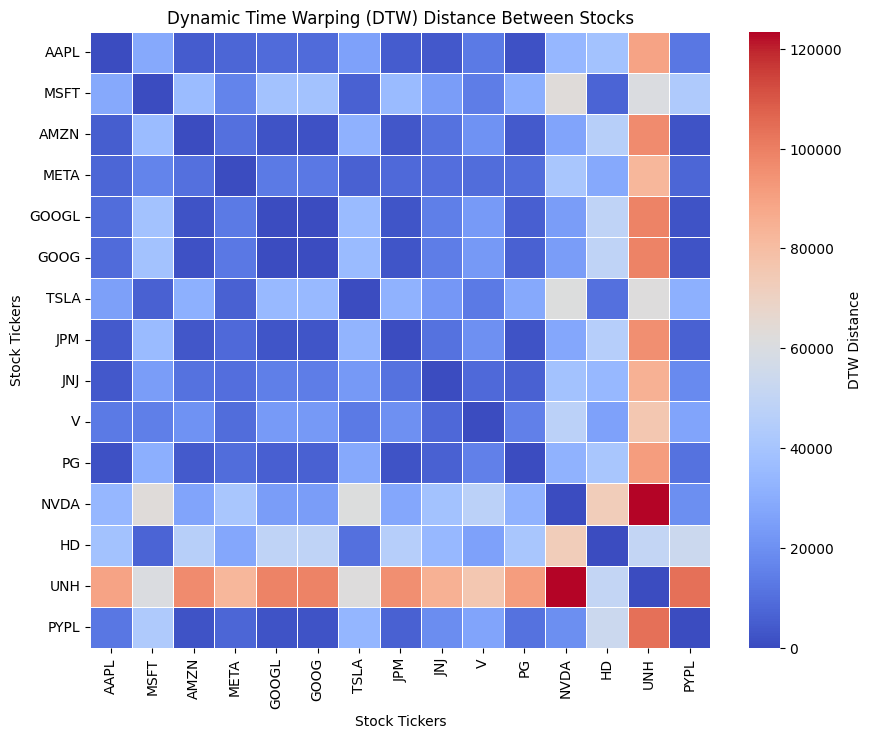 Dynamic Time Warping (DTW) Distance Between Stocks
Stock Tickers
AAPL
MSFT
AMZN
META
GOOGL
GOOG
TSLA
JPM
JNJ
V
PG
NVDA
HD
UNH
PYPL
AAPL
MSFT
AMZN
META
GOOGL
GOOG
TSLA
JPM
JNJ
V
PG
NVDA
HD
UNH
PYPL
Stock Tickers
120000
100000
80000
60000
40000
20000
0
DTW Distance